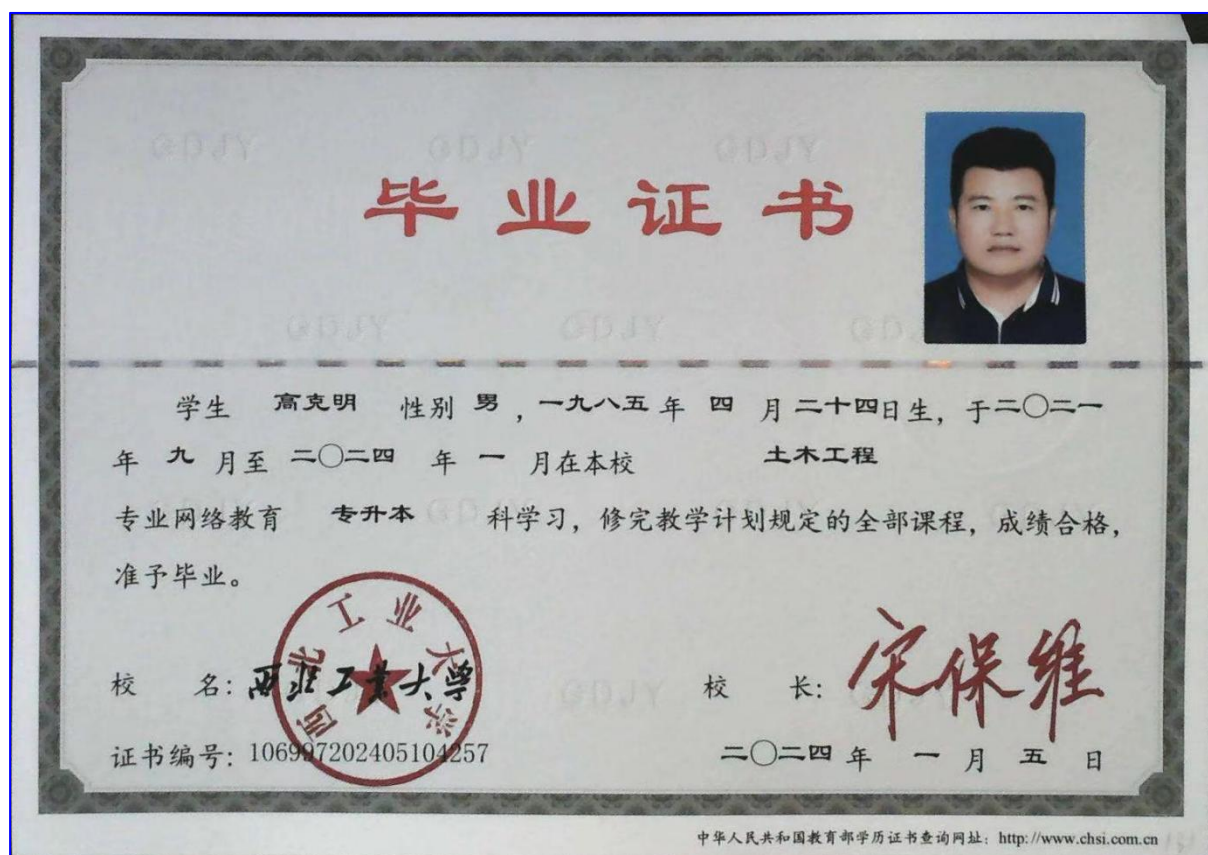 毕业证书
学生 高克明 性别 男 ，一九八五 年 四 月 二十四日生，于二〇二一
年 九 月至 二〇二四 年 一 月在本校 土木工程
专业网络教育 专升本 科学习，修完教学计划规定的全部课程，成绩合格，
准予毕业。
西北工业大学
校 名：西北工业大学 校 长：宋保维
证书编号：106997202405104257 二〇二四 年 一 月 五 日
中华人民共和国教育部学历证书查询网址：http://www.chsi.com.cn